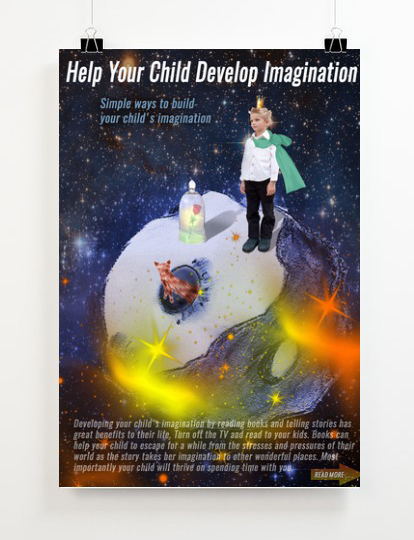 Help Your Child Develop Imagination
Simple ways to build
your child's imagination
Developing your child's imagination by reading books and telling stories has
great benefits to their life. Turn off the TV and read to your kids. Books can
help your child to escape for a while from the stresses and pressures of their
world as the story takes her imagination to other wonderful places. Most
importantly your child will thrive on spending time with you.
READ MORE